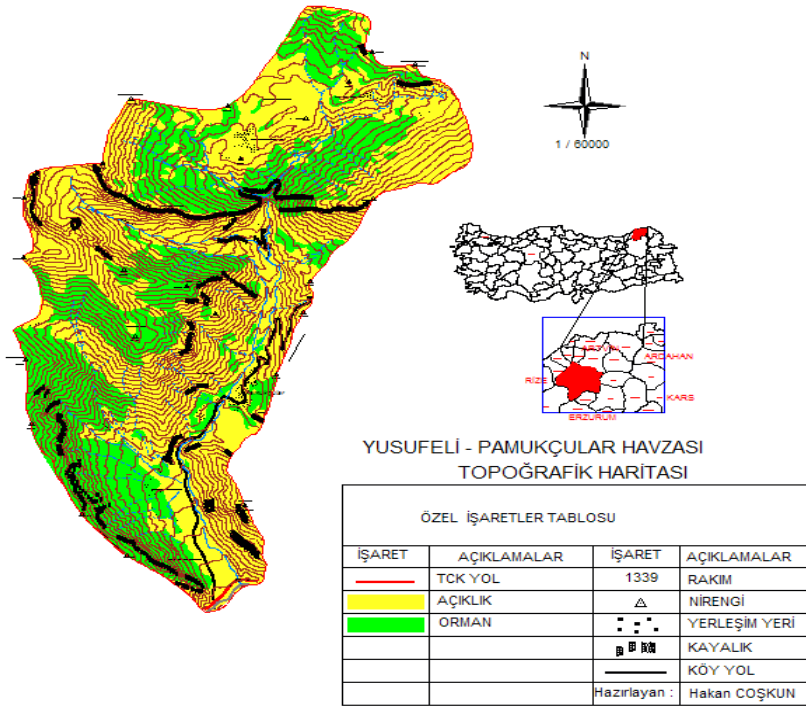 N
1 / 60000
ARTVİN
ARDAHAN
RİZE
KARS
ERZURUM
YUSUFELİ - PAMUKÇULAR HAVZASI
TOPOĞRAFİK HARİTASI
ÖZEL İŞARETLER TABLOSU
İŞARET AÇIKLAMALAR İŞARET AÇIKLAMALAR
TCK YOL 1339 RAKIM
AÇIKLIK NİRENGİ
ORMAN YERLEŞİM YERİ
KAYALIK
KÖY YOL
Hazırlayan : Hakan COŞKUN